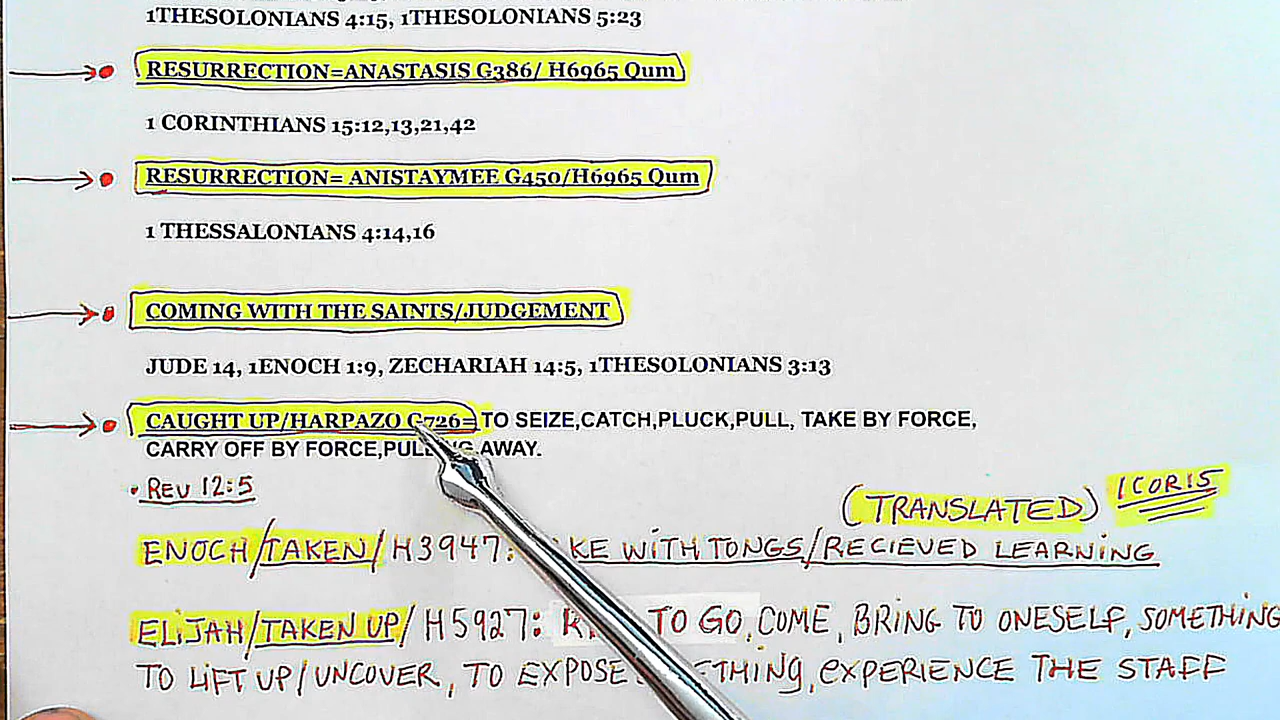 1THESOLONIANS 4:15, 1THESOLONIANS 5:23
RESURRECTION=ANASTASIS G386/ H6965 Qum
1 CORINTHIANS 15:12,13,21,42
RESURRECTION= ANISTAYMEE G450/H6965 Qum
1 THESSALONIANS 4:14,16
COMING WITH THE SAINTS/JUDGEMENT
JUDE 14, 1ENOCH 1:9, ZECHARIAH 14:5, 1THESOLONIANS 3:13
CAUGHT UP/HARPAZO G726= TO SEIZE,CATCH,PLUCK,PULL, TAKE BY FORCE,
CARRY OFF BY FORCE, AWAY.
• REV 12:5
(TRANSLATED) 1COR15
ENOCH/TAKEN/H3947: WITH TONGS/RECIEVED LEARNING
ELIJAH/TAKEN UP/H5927: TO GO, COME, BRING TO ONESELF, SOMETHING
TO LIFT UP/UNCOVER, TO EXPOSE , EXPERIENCE THE STAFF